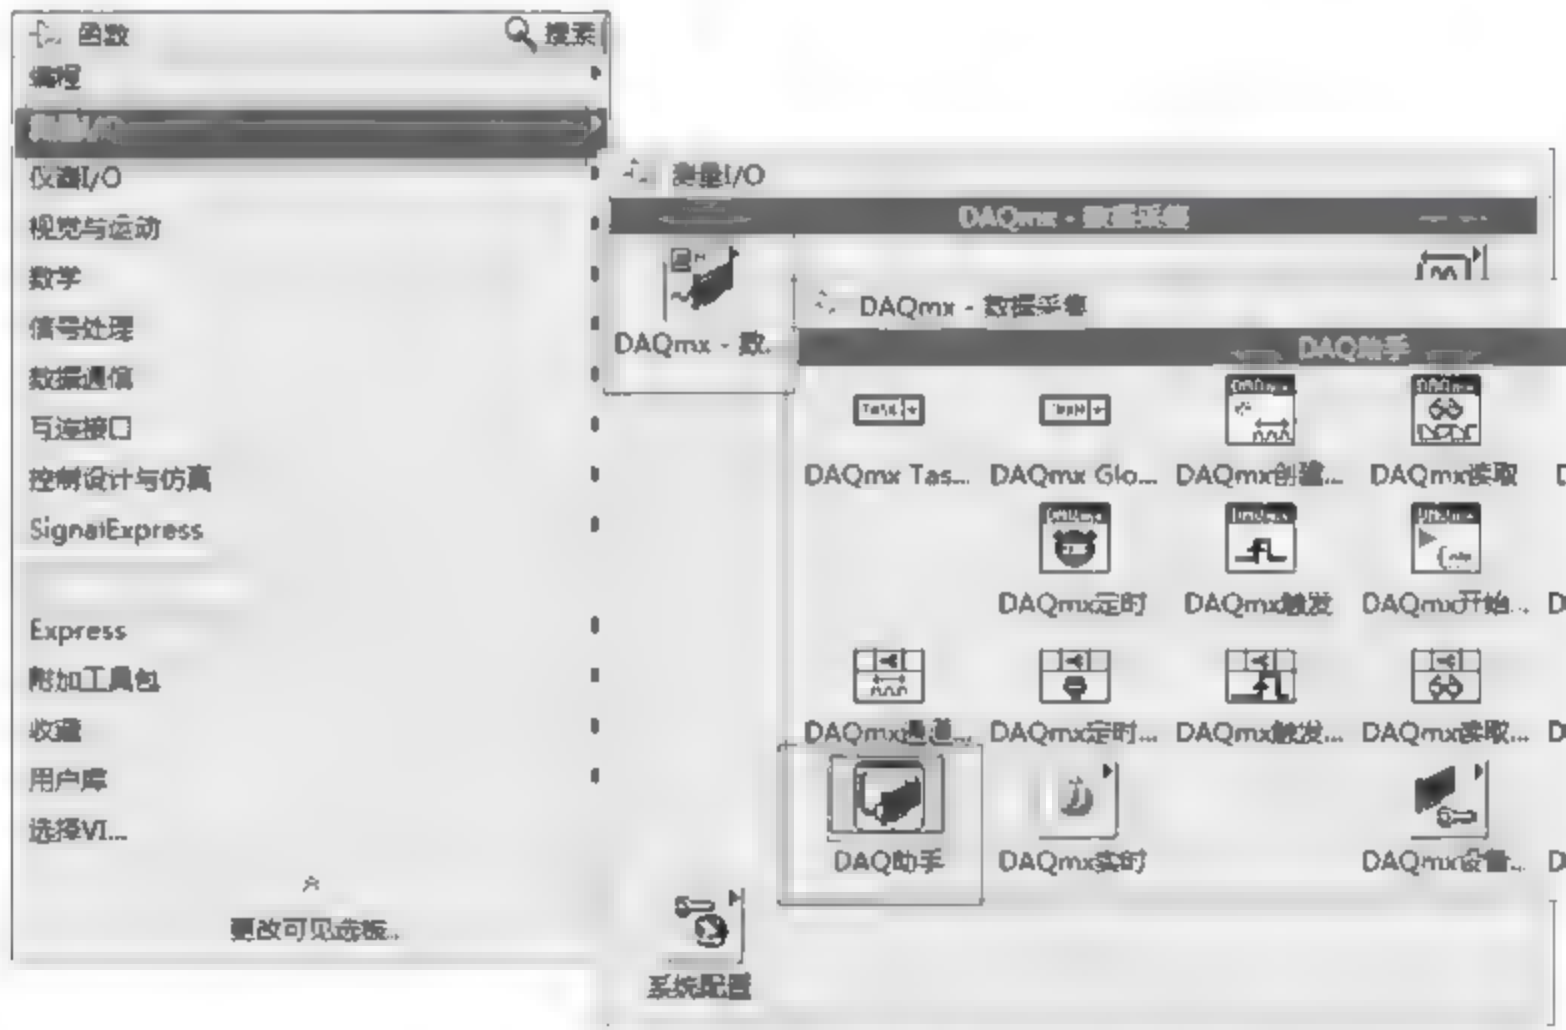 函数 搜索
编程
测量I/O
仪器I/O
视觉与运动
数学
信号处理
数据通信
互连接口
控制设计与仿真
SignalExpress
Express
附加工具包
收藏
用户库
选择VI...
更改可见选板...
测量I/O
DAQmx - 数据采集
DAQmx - 数...
系统配置
DAQmx - 数据采集
DAQ助手
DAQmx Tas... DAQmx Glo... DAQmx创建... DAQmx读取
DAQmx定时 DAQmx触发 DAQmx开始...
DAQmx通道... DAQmx定时... DAQmx触发... DAQmx读取...
DAQ助手 DAQmx实时 DAQmx设备...